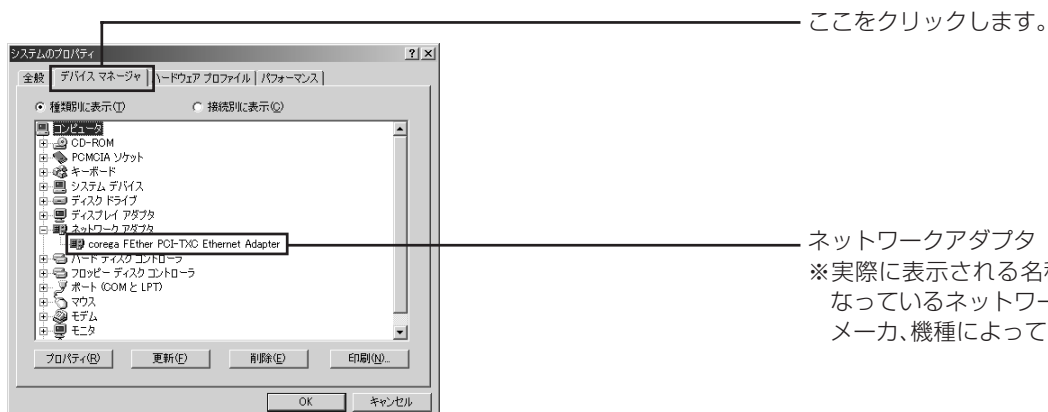 ここをクリックします。
システムのプロパティ
全般 デバイス マネージャ ハードウェア プロファイル パフォーマンス
種類別に表示(T) 接続別に表示(C)
コンピュータ
CD-ROM
PCMCIA ソケット
キーボード
システム デバイス
ディスク ドライブ
ディスプレイ アダプタ
ネットワーク アダプタ
corega FEther PCI-TXC Ethernet Adapter
ハード ディスク コントローラ
フロッピー ディスク コントローラ
ポート (COM と LPT)
マウス
モデム
モニタ
プロパティ(R) 更新(F) 削除(E) 印刷(N)...
OK キャンセル
ネットワークアダプタ
※実際に表示される名
なっているネットワー
メーカ、機種によって